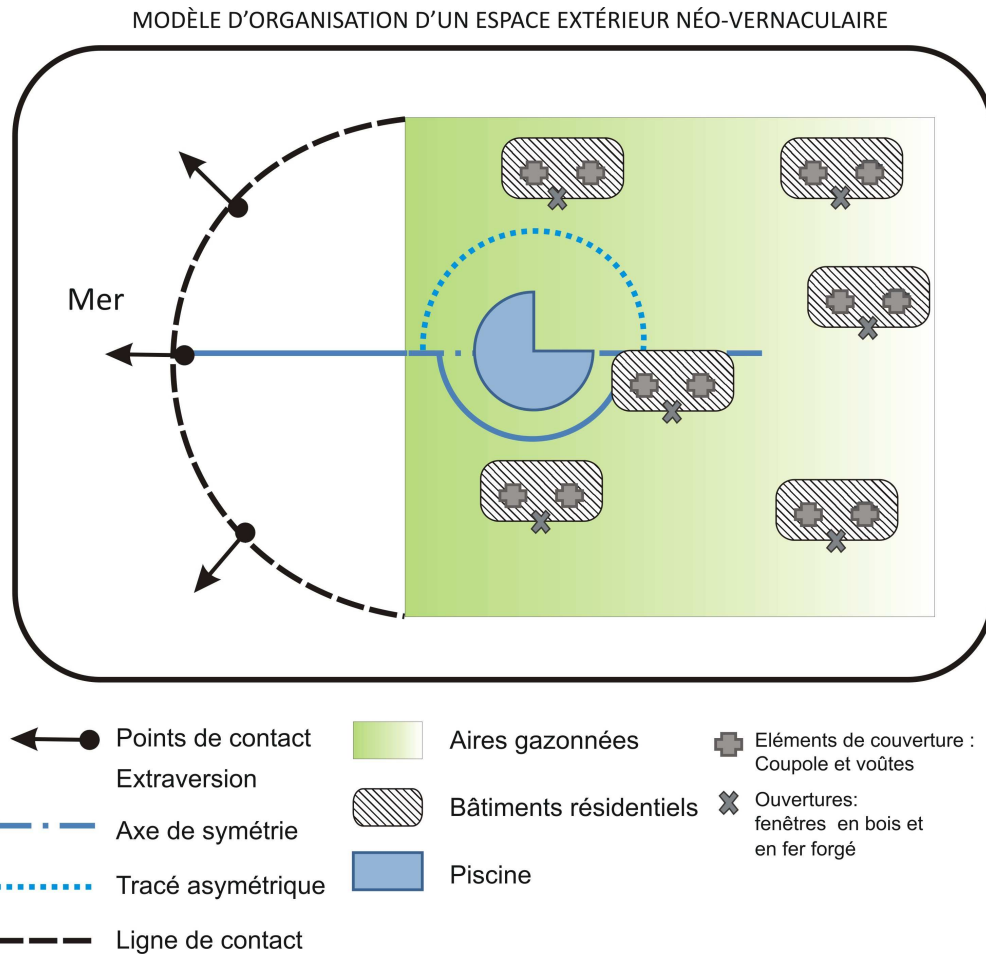 MODÈLE D’ORGANISATION D’UN ESPACE EXTÉRIEUR NÉO-VERNACULAIRE
Mer
Points de contact
Extraversion
Axe de symétrie
Tracé asymétrique
Ligne de contact
Aires gazonnées
Bâtiments résidentiels
Piscine
Eléments de couverture :
Coupole et voûtes
Ouvertures:
fenêtres en bois et
en fer forgé